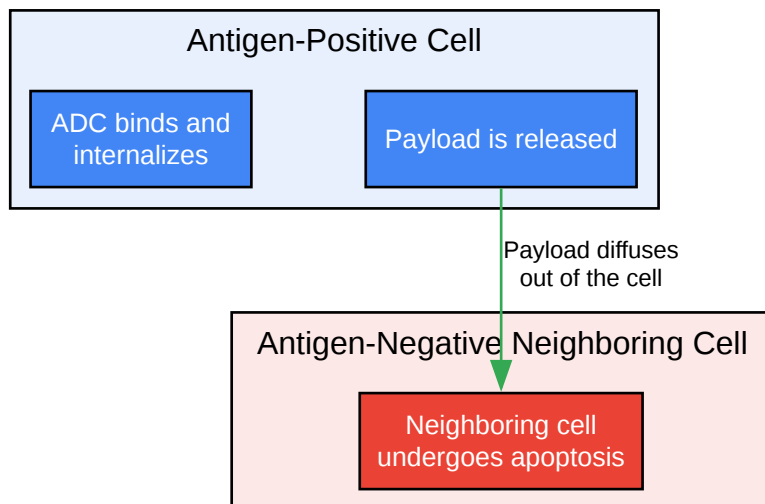 Antigen-Positive Cell
ADC binds and
internalizes
Payload is released
Payload diffuses
out of the cell
Antigen-Negative Neighboring Cell
Neighboring cell
undergoes apoptosis